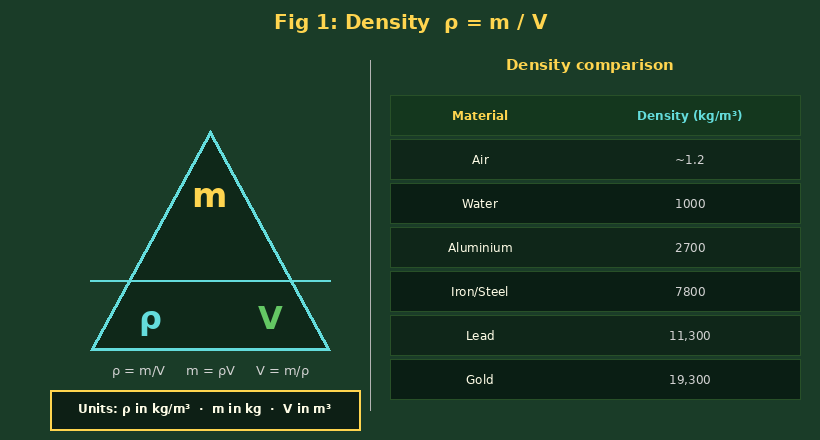 Fig 1: Density  ρ = m / V
m
ρ V
ρ = m/V m = ρV V = m/ρ
Units: ρ in kg/m³ · m in kg · V in m³
Density comparison
Material Density (kg/m³)
Air ~1.2
Water 1000
Aluminium 2700
Iron/Steel 7800
Lead 11,300
Gold 19,300